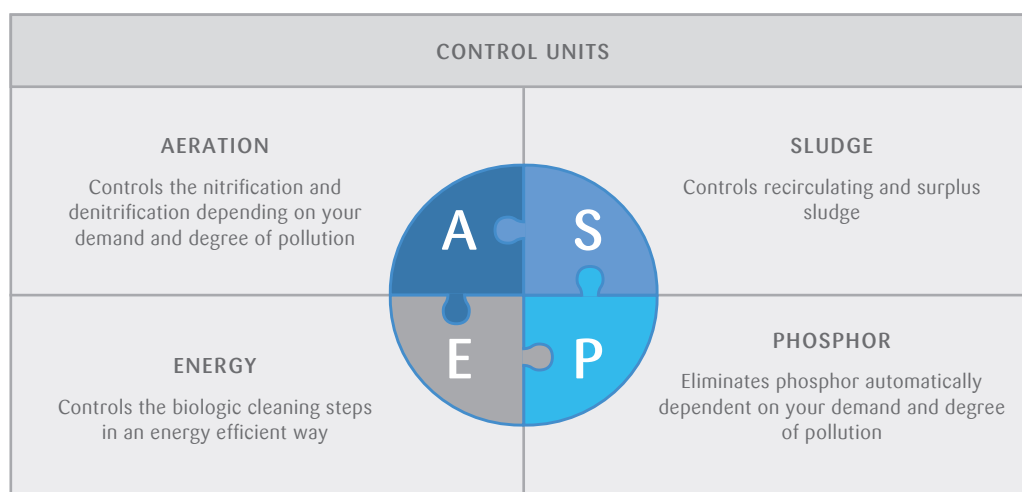 CONTROL UNITS
AERATION
Controls the nitrification and
denitrification depending on your
demand and degree of pollution
SLUDGE
Controls recirculating and surplus
sludge
A
S
E
P
ENERGY
Controls the biologic cleaning steps
in an energy efficient way
PHOSPHOR
Eliminates phosphor automatically
dependent on your demand and degree
of pollution